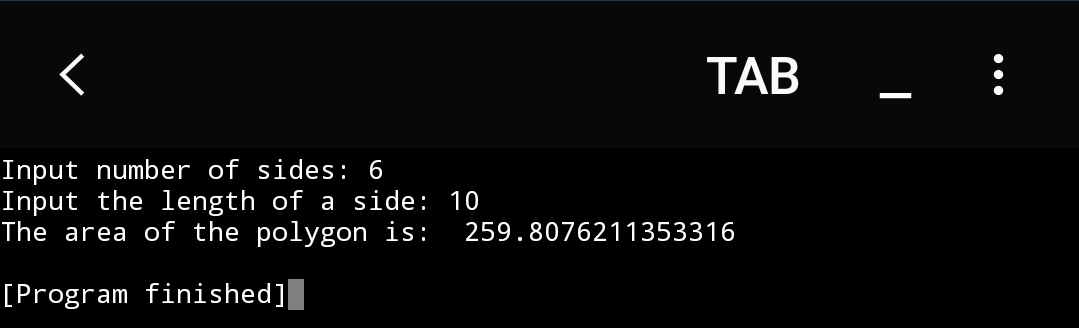 TAB _
Input number of sides: 6
Input the length of a side: 10
The area of the polygon is:  259.8076211353316
[Program finished]